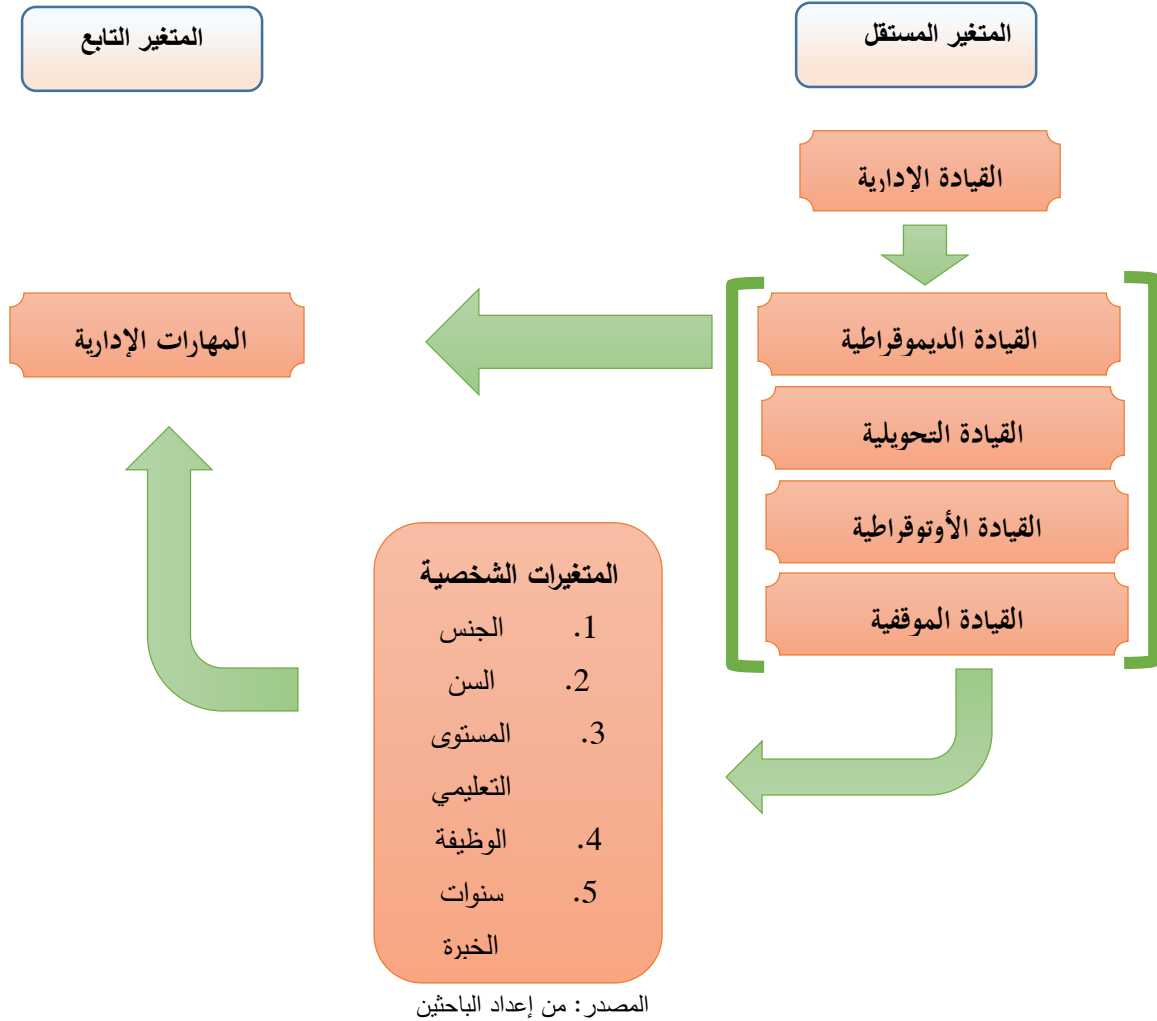 المتغير المستقل
المتغير التابع
القيادة الإدارية
القيادة الديموقراطية
المهارات الإدارية
القيادة التحويلية
القيادة الأوتوقراطية
القيادة الموقفية
المتغيرات الشخصية
1. الجنس
2. السن
3. المستوى
التعليمي
4. الوظيفة
5. سنوات
الخبرة
المصدر: من إعداد الباحثين